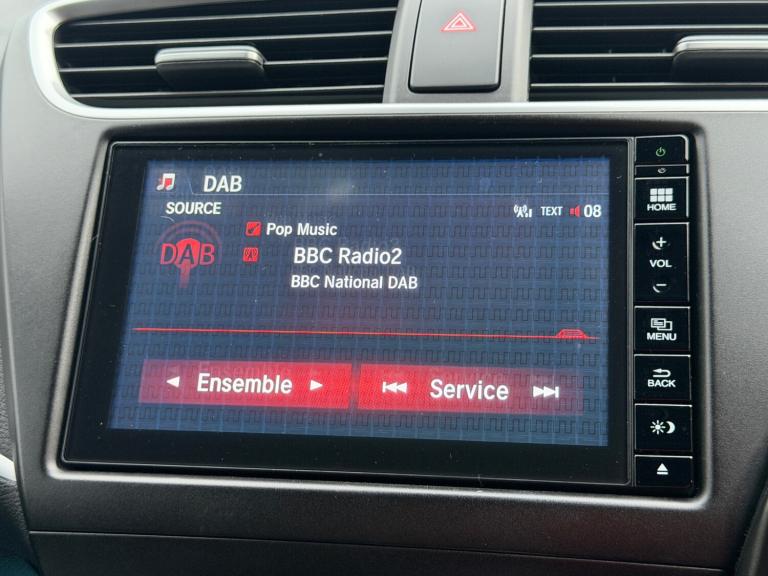 DAB
SOURCE
TEXT 08
DAB
Pop Music
BBC Radio2
BBC National DAB
Ensemble
Service
HOME
+
VOL
-
MENU
BACK